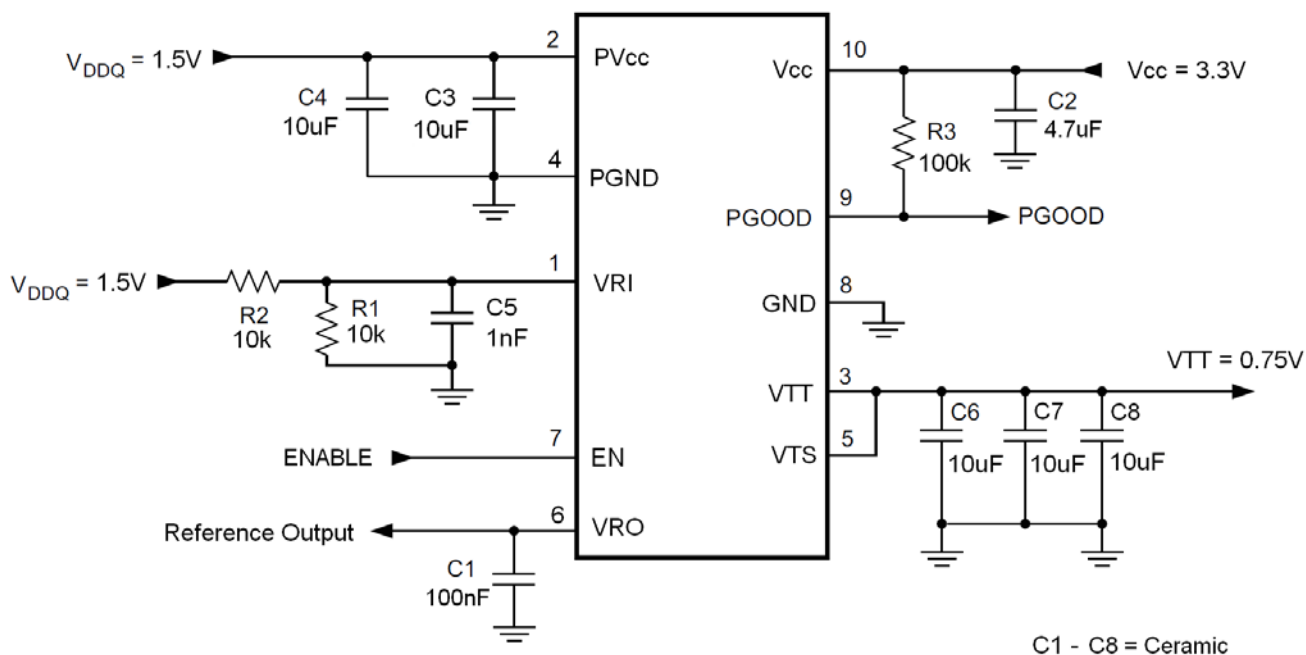 V_DDQ = 1.5V
C4
10uF
C3
10uF
2
PVcc
4
PGND
V_DDQ = 1.5V
R2
10k
R1
10k
C5
1nF
1
VRI
ENABLE
7
EN
Reference Output
6
VRO
C1
100nF
Vcc
10
Vcc = 3.3V
R3
100k
C2
4.7uF
PGOOD
9
PGOOD
GND
8
VTT
3
VTT = 0.75V
VTS
5
C6
10uF
C7
10uF
C8
10uF
C1 - C8 = Ceramic